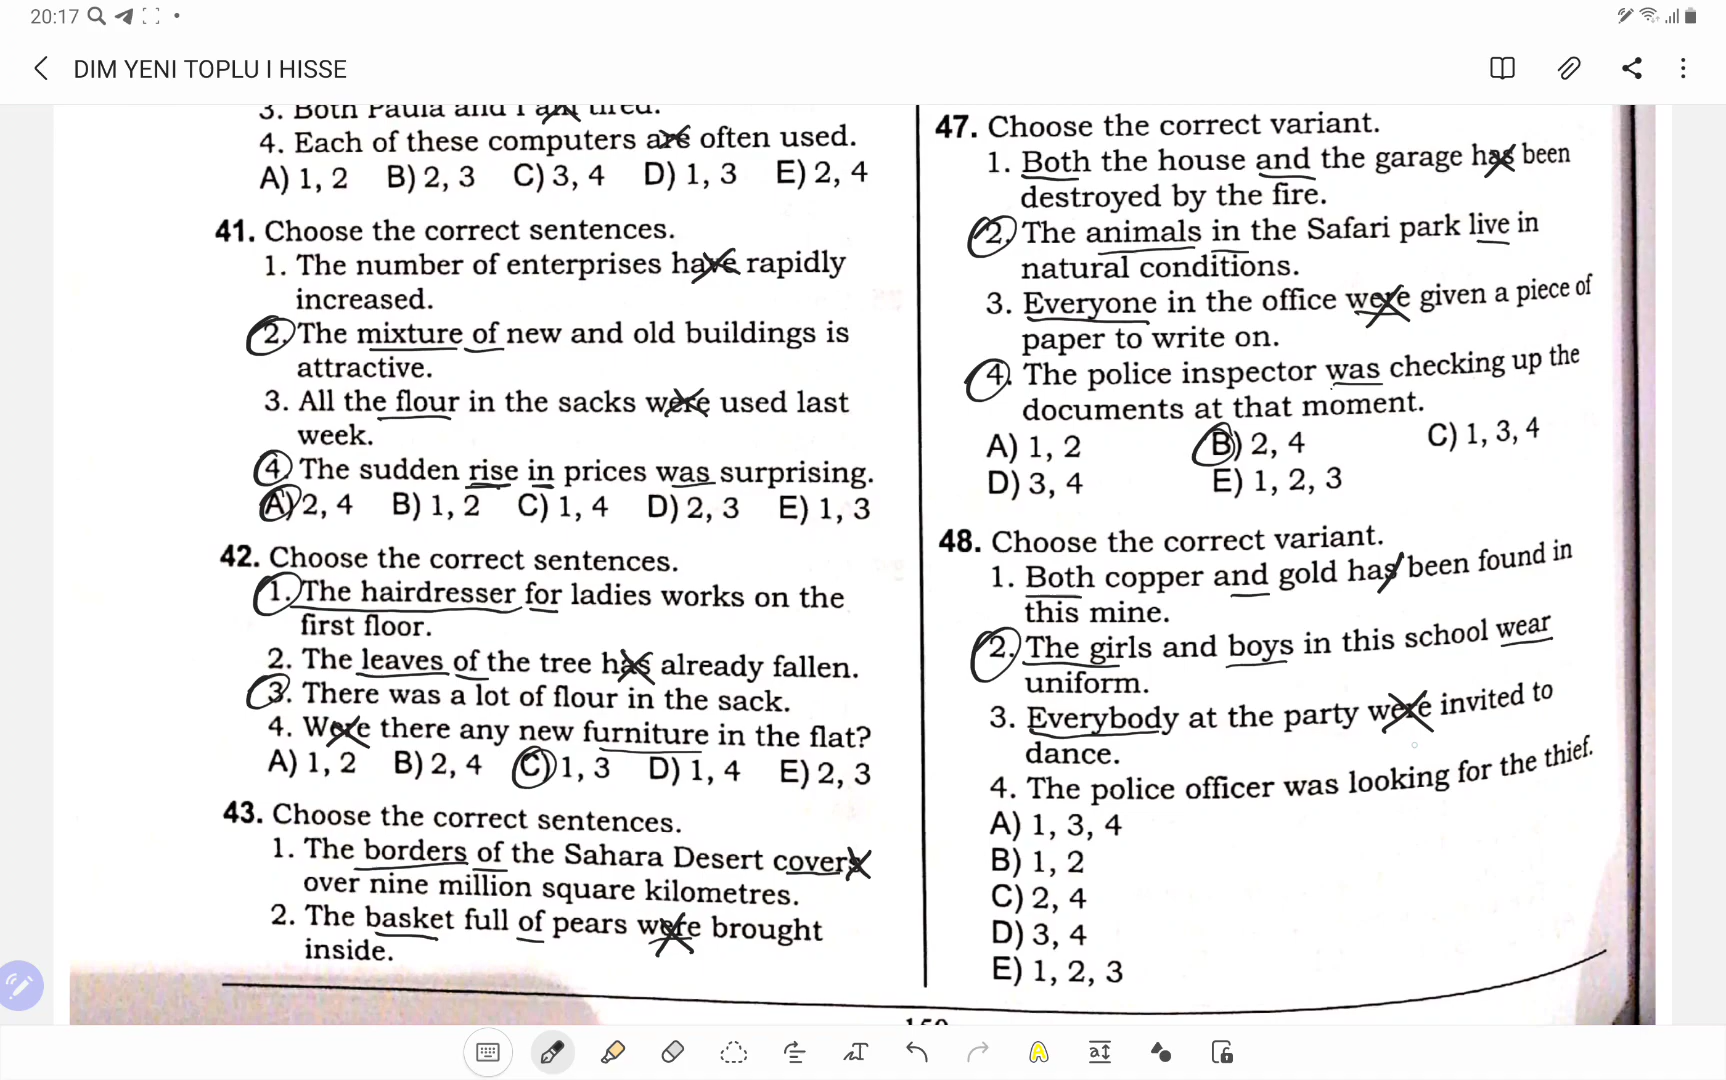 20:17
DIM YENI TOPLU I HISSE
3. Both Paula and I am tired.
4. Each of these computers are often used.
A) 1, 2 B) 2, 3 C) 3, 4 D) 1, 3 E) 2, 4
41. Choose the correct sentences.
1. The number of enterprises have rapidly
increased.
2. The mixture of new and old buildings is
attractive.
3. All the flour in the sacks were used last
week.
4. The sudden rise in prices was surprising.
A) 2, 4 B) 1, 2 C) 1, 4 D) 2, 3 E) 1, 3
42. Choose the correct sentences.
1. The hairdresser for ladies works on the
first floor.
2. The leaves of the tree has already fallen.
3. There was a lot of flour in the sack.
4. Were there any new furniture in the flat?
A) 1, 2 B) 2, 4 C) 1, 3 D) 1, 4 E) 2, 3
43. Choose the correct sentences.
1. The borders of the Sahara Desert covers
over nine million square kilometres.
2. The basket full of pears were brought
inside.
47. Choose the correct variant.
1. Both the house and the garage has been
destroyed by the fire.
2. The animals in the Safari park live in
natural conditions.
3. Everyone in the office were given a piece of
paper to write on.
4. The police inspector was checking up the
documents at that moment.
A) 1, 2 B) 2, 4 C) 1, 3, 4
D) 3, 4 E) 1, 2, 3
48. Choose the correct variant.
1. Both copper and gold has been found in
this mine.
2. The girls and boys in this school wear
uniform.
3. Everybody at the party were invited to
dance.
4. The police officer was looking for the thief.
A) 1, 3, 4
B) 1, 2
C) 2, 4
D) 3, 4
E) 1, 2, 3